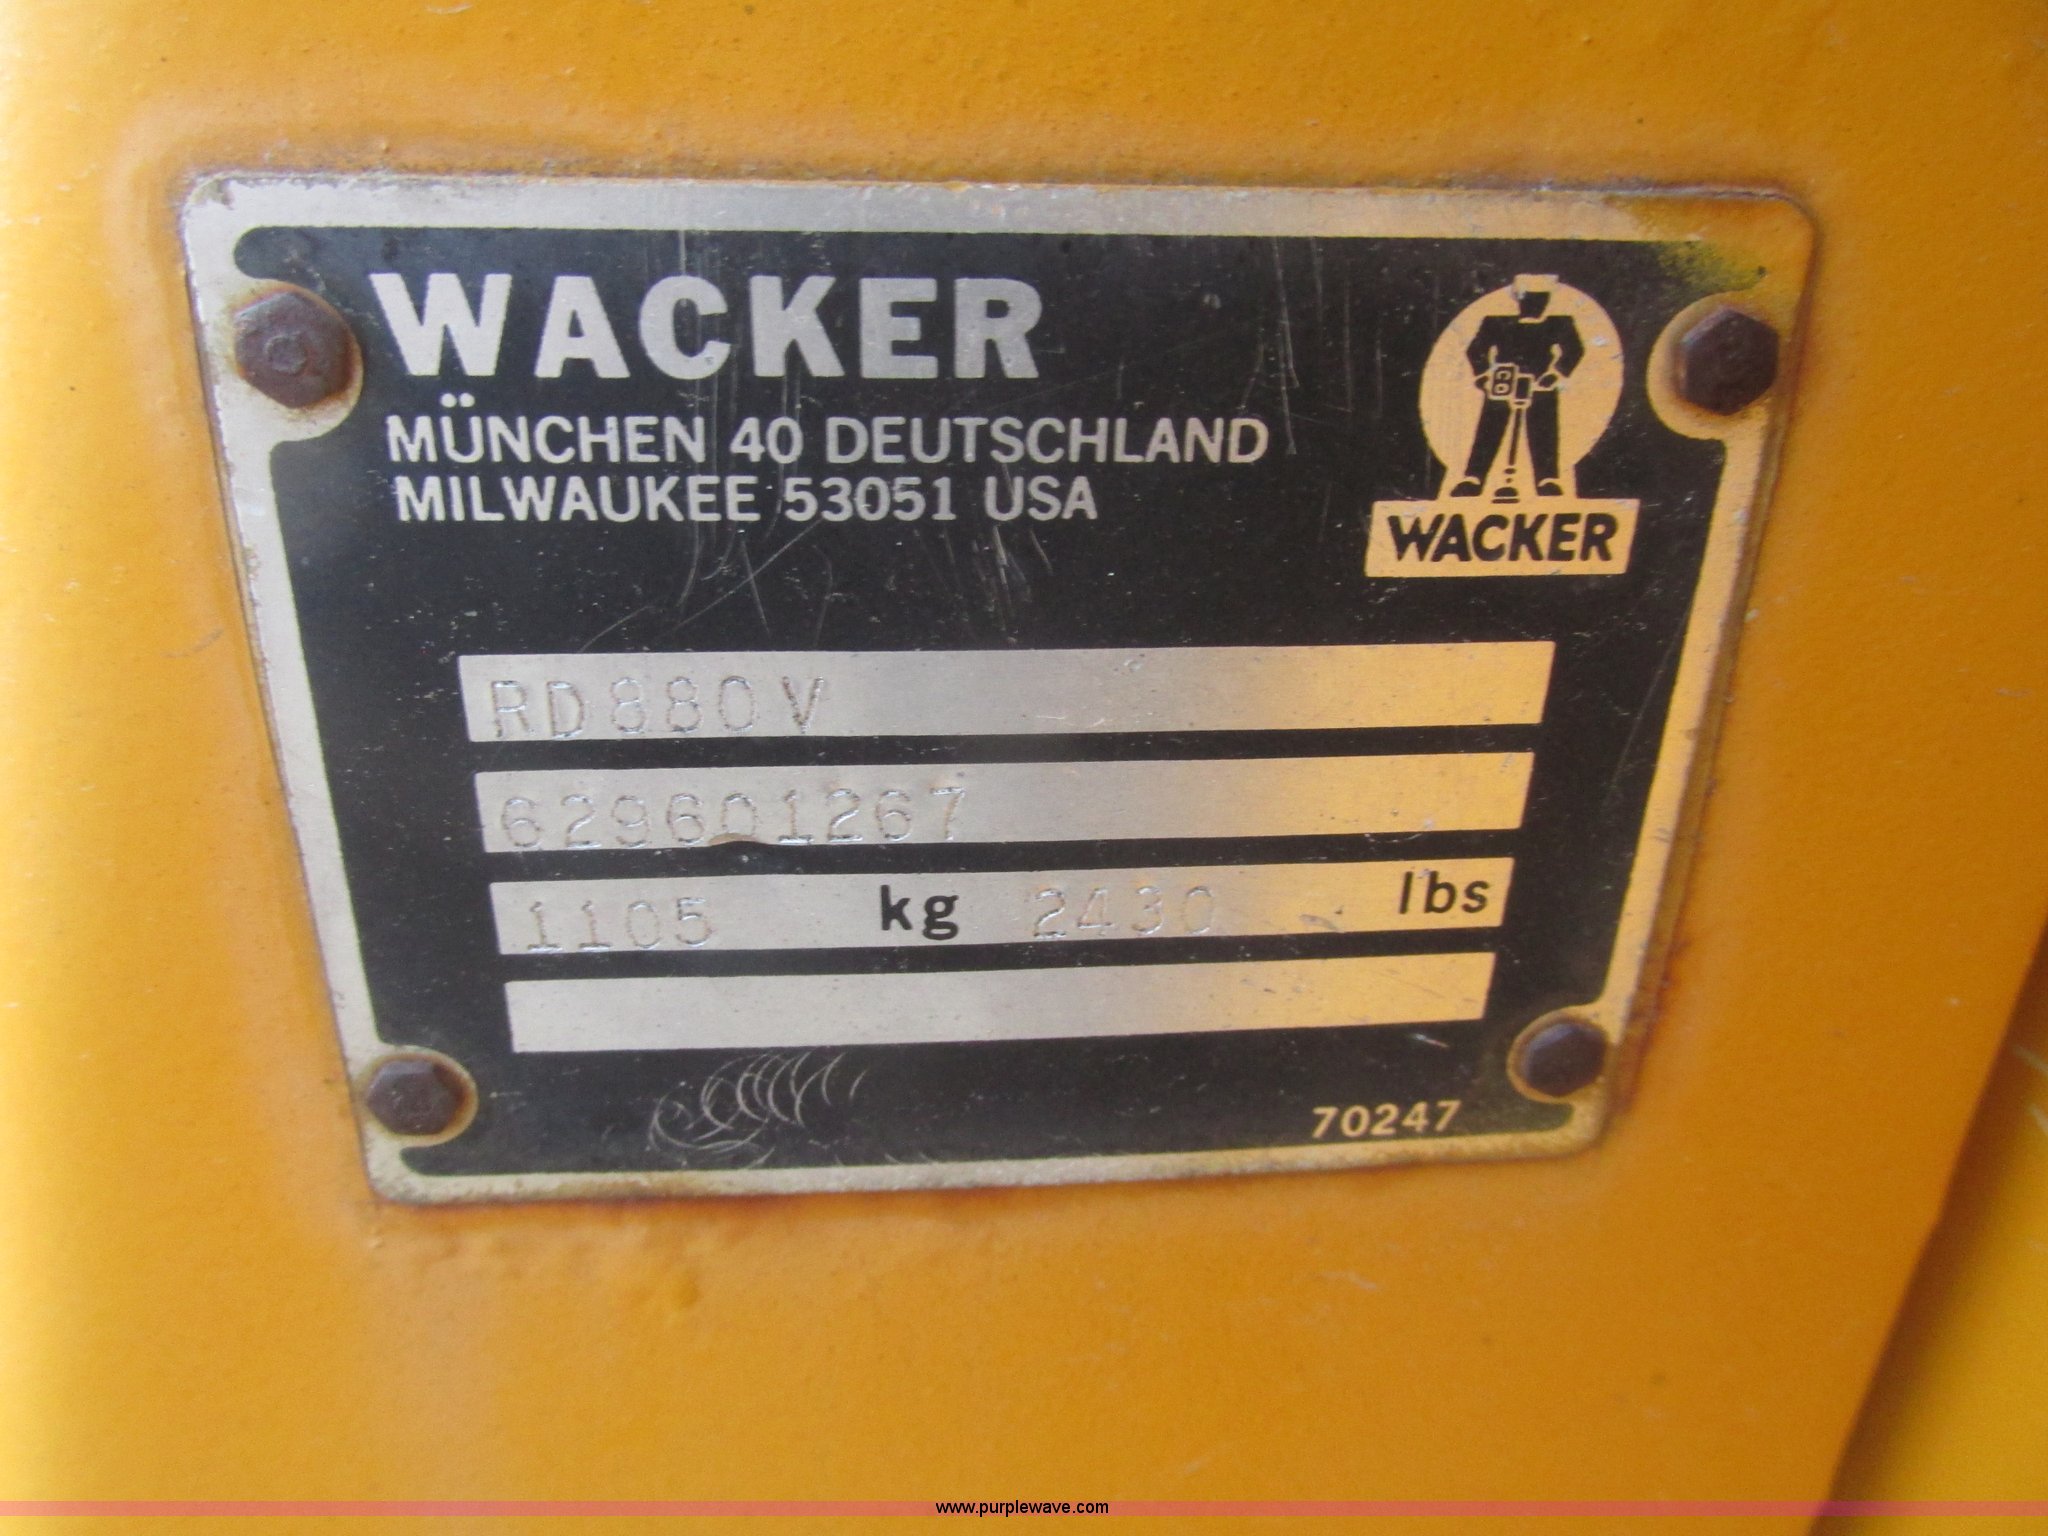 WACKER
MÜNCHEN 40 DEUTSCHLAND
MILWAUKEE 53051 USA
WACKER
RD880V
629601267
1105 kg 2430 lbs
70247
www.purplewave.com